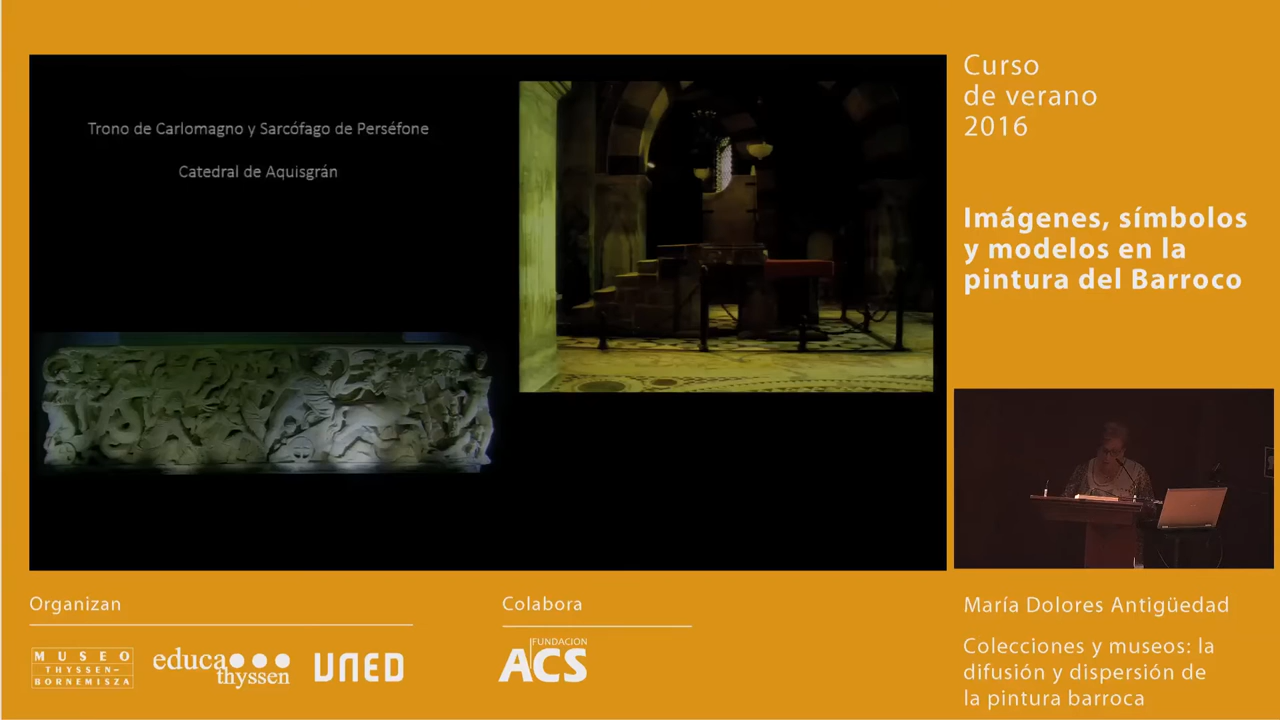 Trono de Carlomagno y Sarcófago de Perséfone
Catedral de Aquisgrán
Curso
de verano
2016
Imágenes, símbolos
y modelos en la
pintura del Barroco
Organizan
MUSEO
THYSSEN-
BORNEMISZA
educa
thyssen
UNED
Colabora
FUNDACION
ACS
María Dolores Antigüedad
Colecciones y museos: la
difusión y dispersión de
la pintura barroca